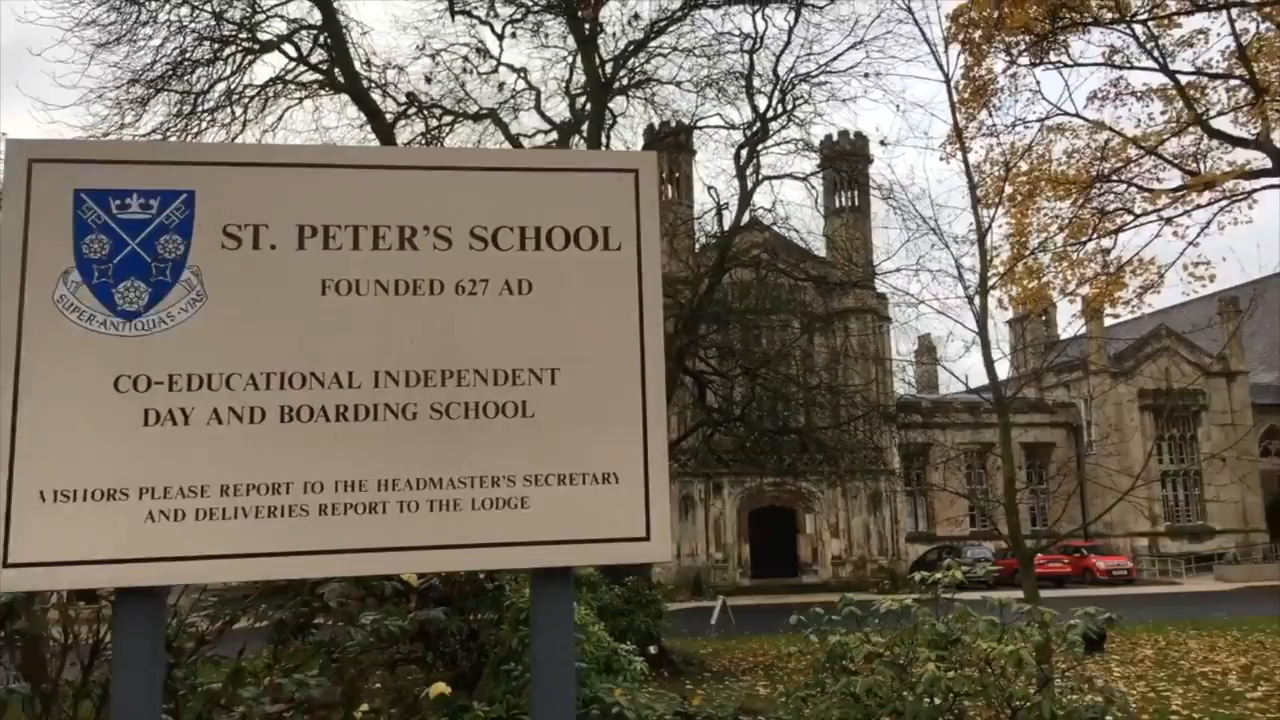 ST. PETER'S SCHOOL
FOUNDED 627 AD
SUPER·ANTIQUAS·VIAS
CO-EDUCATIONAL INDEPENDENT
DAY AND BOARDING SCHOOL
VISITORS PLEASE REPORT TO THE HEADMASTER'S SECRETARY
AND DELIVERIES REPORT TO THE LODGE